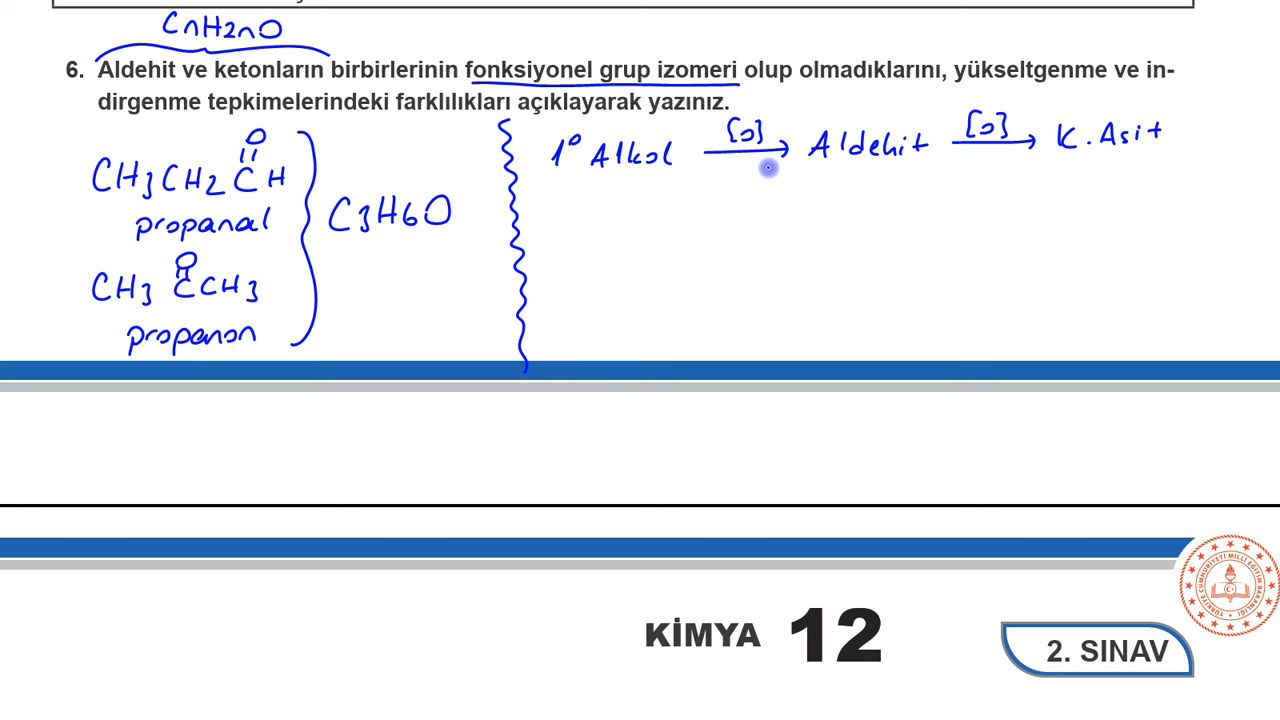 CnH2nO
6. Aldehit ve ketonların birbirlerinin fonksiyonel grup izomeri olup olmadıklarını, yükseltgenme ve in-
dirgenme tepkimelerindeki farklılıkları açıklayarak yazınız.
1° Alkol [O] → Aldehit [O] → K. Asit
O
CH3CH2CH
propanal
C3H6O
O
CH3CCH3
propanon
KİMYA 12
2. SINAV